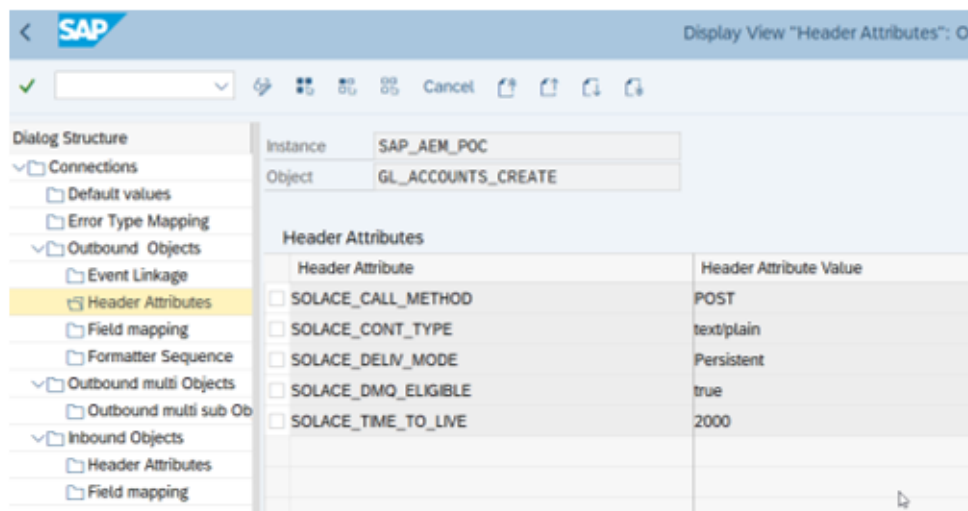 SAP
Display View "Header Attributes": O
Cancel
Dialog Structure
Connections
Default values
Error Type Mapping
Outbound Objects
Event Linkage
Header Attributes
Field mapping
Formatter Sequence
Outbound multi Objects
Outbound multi sub Ob
Inbound Objects
Header Attributes
Field mapping
Instance SAP_AEM_POC
Object GL_ACCOUNTS_CREATE
Header Attributes
Header Attribute Header Attribute Value
SOLACE_CALL_METHOD POST
SOLACE_CONT_TYPE text/plain
SOLACE_DELIV_MODE Persistent
SOLACE_DMQ_ELIGIBLE true
SOLACE_TIME_TO_LIVE 2000